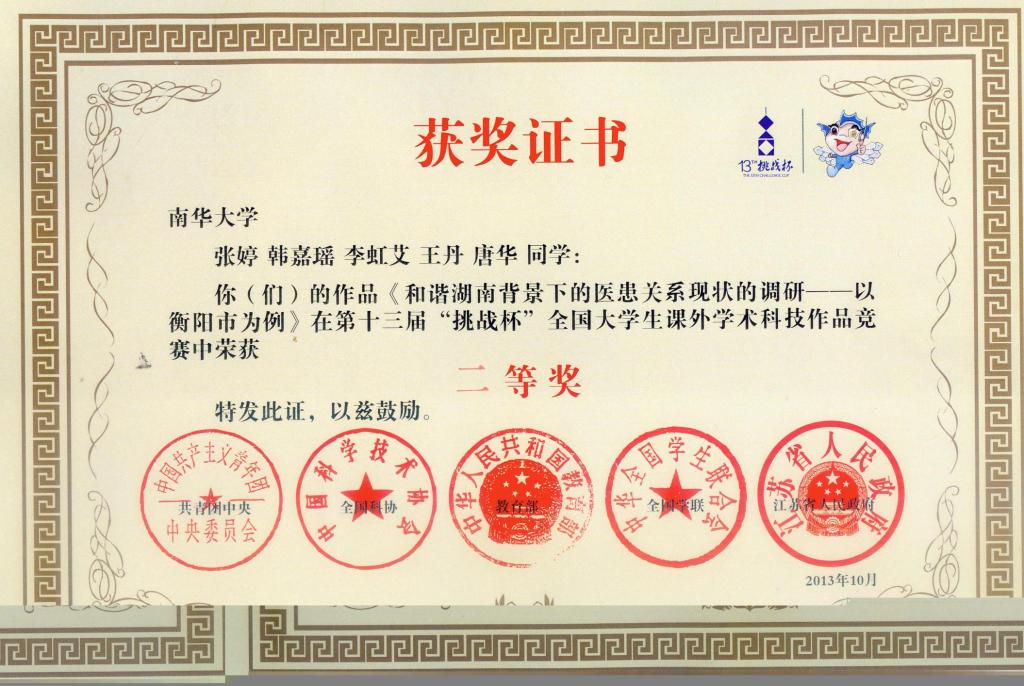 获奖证书
13TH 挑战杯
THE 13TH CHALLENGE CUP
南华大学
张婷 韩嘉瑶 李虹艾 王丹 唐华 同学：
你（们）的作品《和谐湖南背景下的医患关系现状的调研——以
衡阳市为例》在第十三届“挑战杯”全国大学生课外学术科技作品竞
赛中荣获
二等奖
特发此证，以兹鼓励。
中国共产主义青年团
共青团中央
中央委员会
中国科学技术协会
全国科协
中华人民共和国教育部
教育部
中华全国学生联合会
全国学联
江苏省人民政府
江苏省人民政府
2013年10月